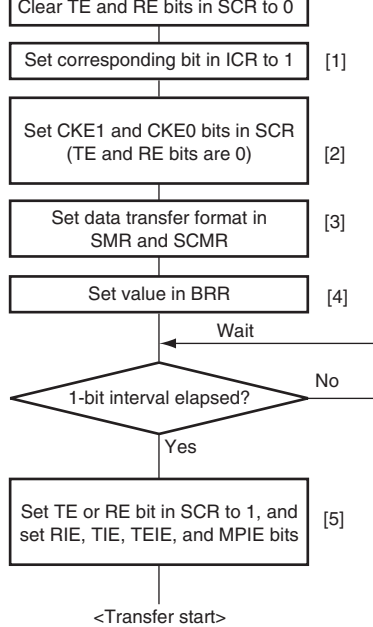 Clear TE and RE bits in SCR to 0
Set corresponding bit in ICR to 1
[1]
Set CKE1 and CKE0 bits in SCR
(TE and RE bits are 0)
[2]
Set data transfer format in
SMR and SCMR
[3]
Set value in BRR
[4]
Wait
1-bit interval elapsed?
No
Yes
Set TE or RE bit in SCR to 1, and
set RIE, TIE, TEIE, and MPIE bits
[5]
<Transfer start>